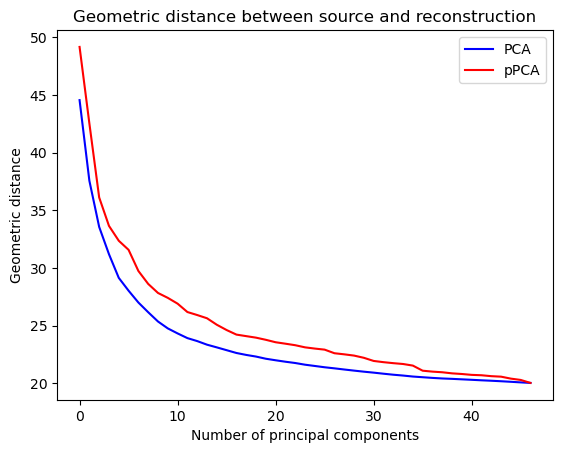 Geometric distance between source and reconstruction
PCA
pPCA
Geometric distance
50
45
40
35
30
25
20
0 10 20 30 40
Number of principal components